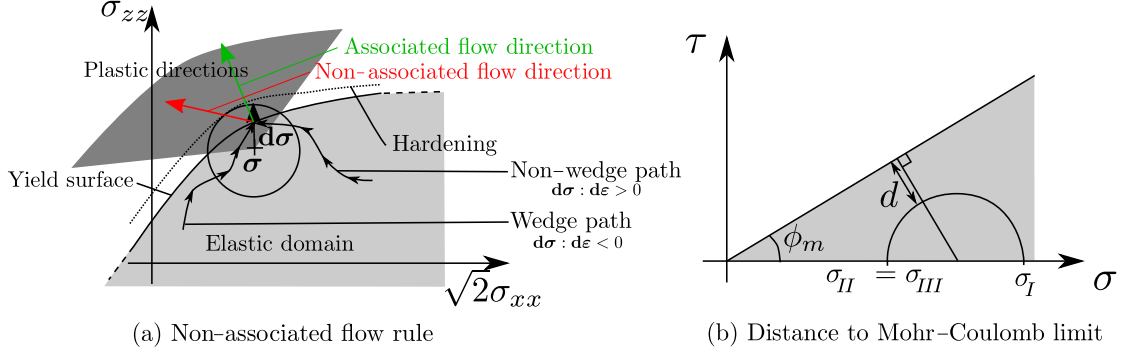 σzz
Associated flow direction
Plastic directions
Non–associated flow direction
dσ
σ
Hardening
Yield surface
Non-wedge path
dσ : dε > 0
Wedge path
dσ : dε < 0
Elastic domain
√2σxx
(a) Non–associated flow rule
τ
d
ϕm
σII = σIII
σI
σ
(b) Distance to Mohr–Coulomb limit